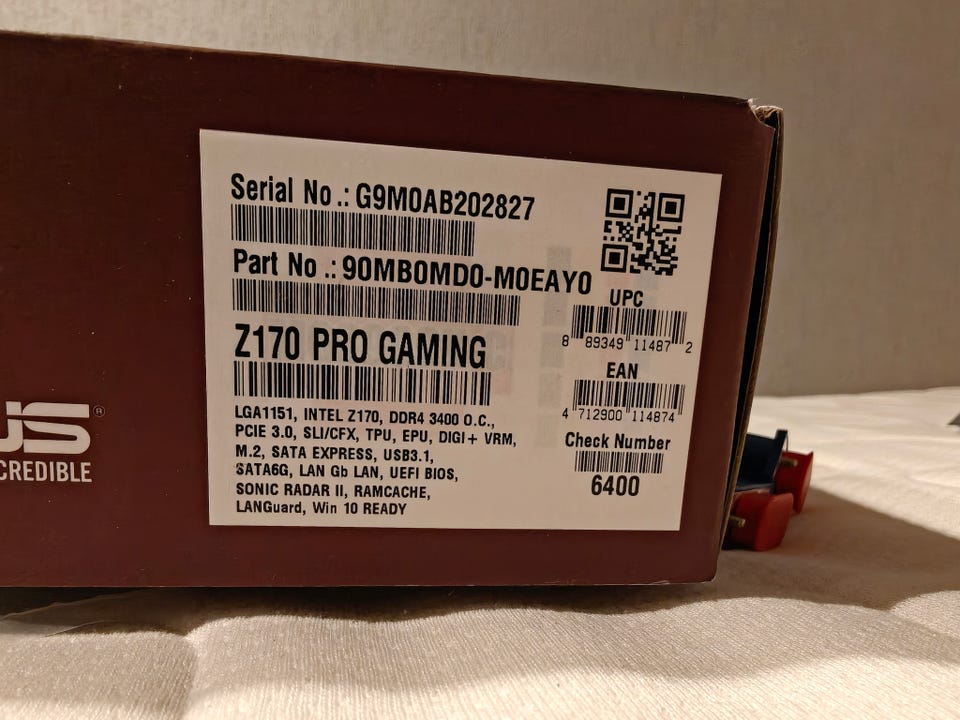 Serial No .: G9M0AB202827
Part No .: 90MB0MD0-M0EAY0
UPC
8 89349 11487 2
Z170 PRO GAMING
EAN
4 712900 114874
LGA1151, INTEL Z170, DDR4 3400 O.C.,
PCIE 3.0, SLI/CFX, TPU, EPU, DIGI+ VRM,
M.2, SATA EXPRESS, USB3.1,
SATA6G, LAN Gb LAN, UEFI BIOS,
SONIC RADAR II, RAMCACHE,
LANGuard, Win 10 READY
Check Number
6400
US®
CREDIBLE